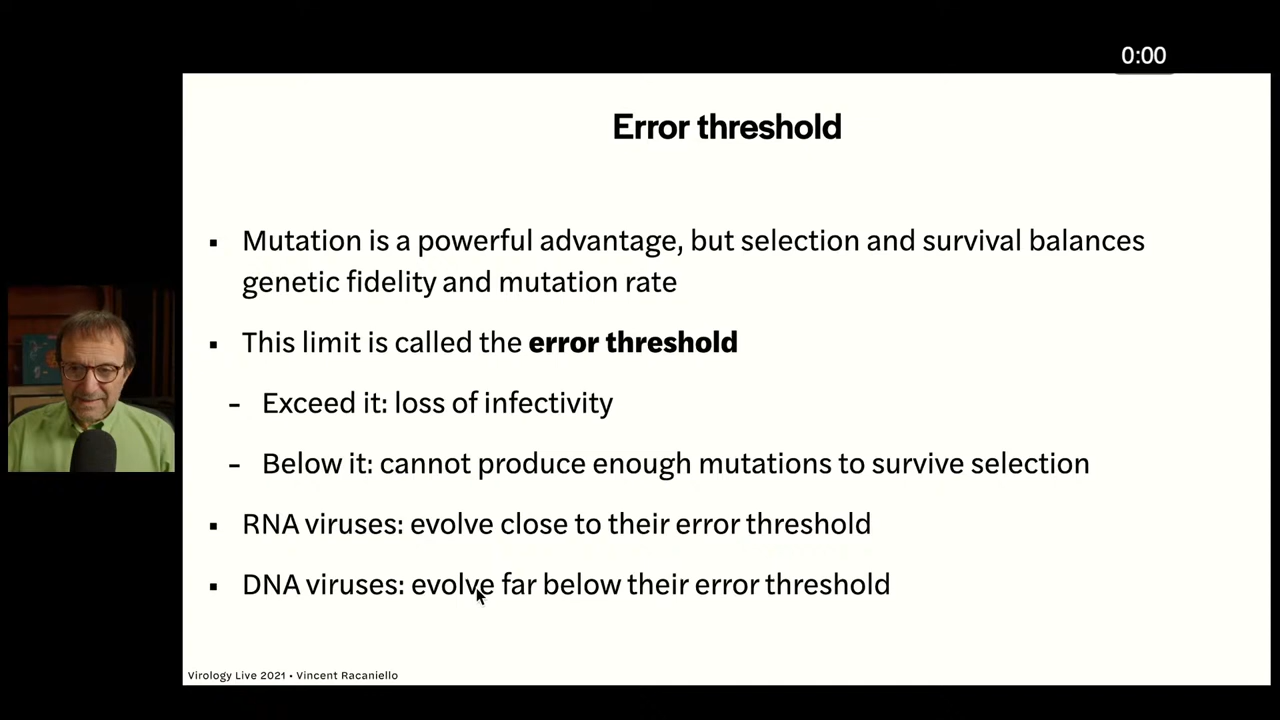 0:00
Error threshold
▪ Mutation is a powerful advantage, but selection and survival balances
genetic fidelity and mutation rate
▪ This limit is called the error threshold
- Exceed it: loss of infectivity
- Below it: cannot produce enough mutations to survive selection
▪ RNA viruses: evolve close to their error threshold
▪ DNA viruses: evolve far below their error threshold
Virology Live 2021 • Vincent Racaniello